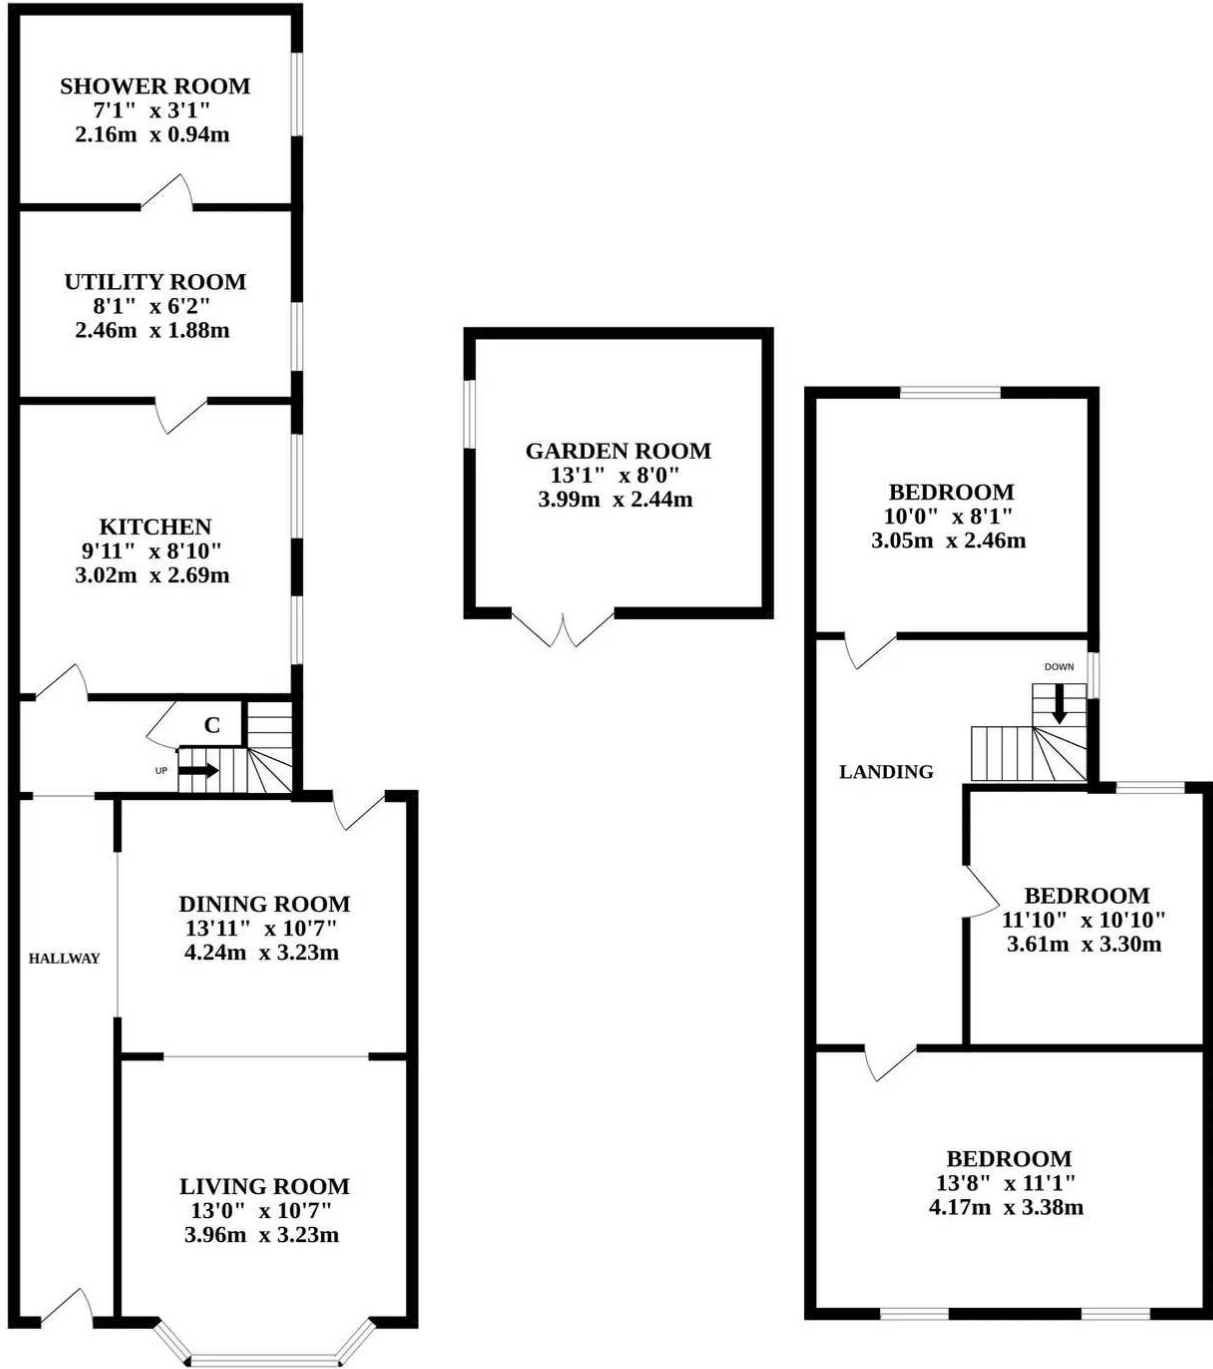 SHOWER ROOM
7'1" x 3'1"
2.16m x 0.94m
UTILITY ROOM
8'1" x 6'2"
2.46m x 1.88m
KITCHEN
9'11" x 8'10"
3.02m x 2.69m
C
UP
DINING ROOM
13'11" x 10'7"
4.24m x 3.23m
HALLWAY
LIVING ROOM
13'0" x 10'7"
3.96m x 3.23m
GARDEN ROOM
13'1" x 8'0"
3.99m x 2.44m
BEDROOM
10'0" x 8'1"
3.05m x 2.46m
DOWN
LANDING
BEDROOM
11'10" x 10'10"
3.61m x 3.30m
BEDROOM
13'8" x 11'1"
4.17m x 3.38m